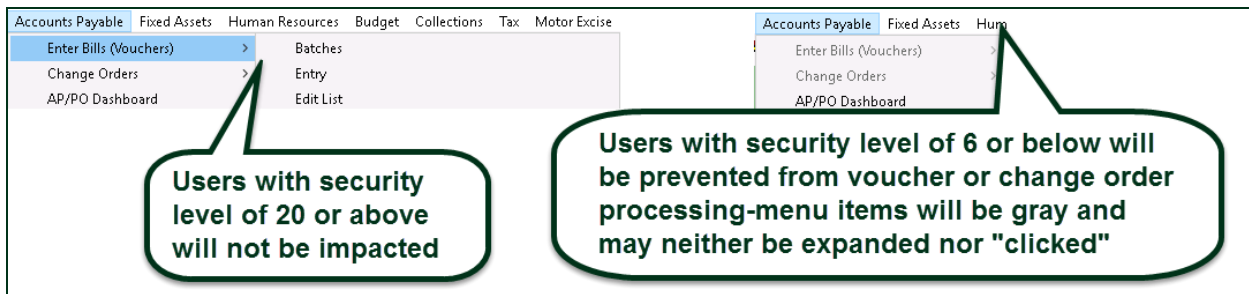 Accounts Payable Fixed Assets Human Resources Budget Collections Tax Motor Excise
Enter Bills (Vouchers) > Batches
Change Orders > Entry
AP/PO Dashboard Edit List
Users with security
level of 20 or above
will not be impacted
Accounts Payable Fixed Assets Hum
Enter Bills (Vouchers)
Change Orders
AP/PO Dashboard
Users with security level of 6 or below will
be prevented from voucher or change order
processing-menu items will be gray and
may neither be expanded nor "clicked"